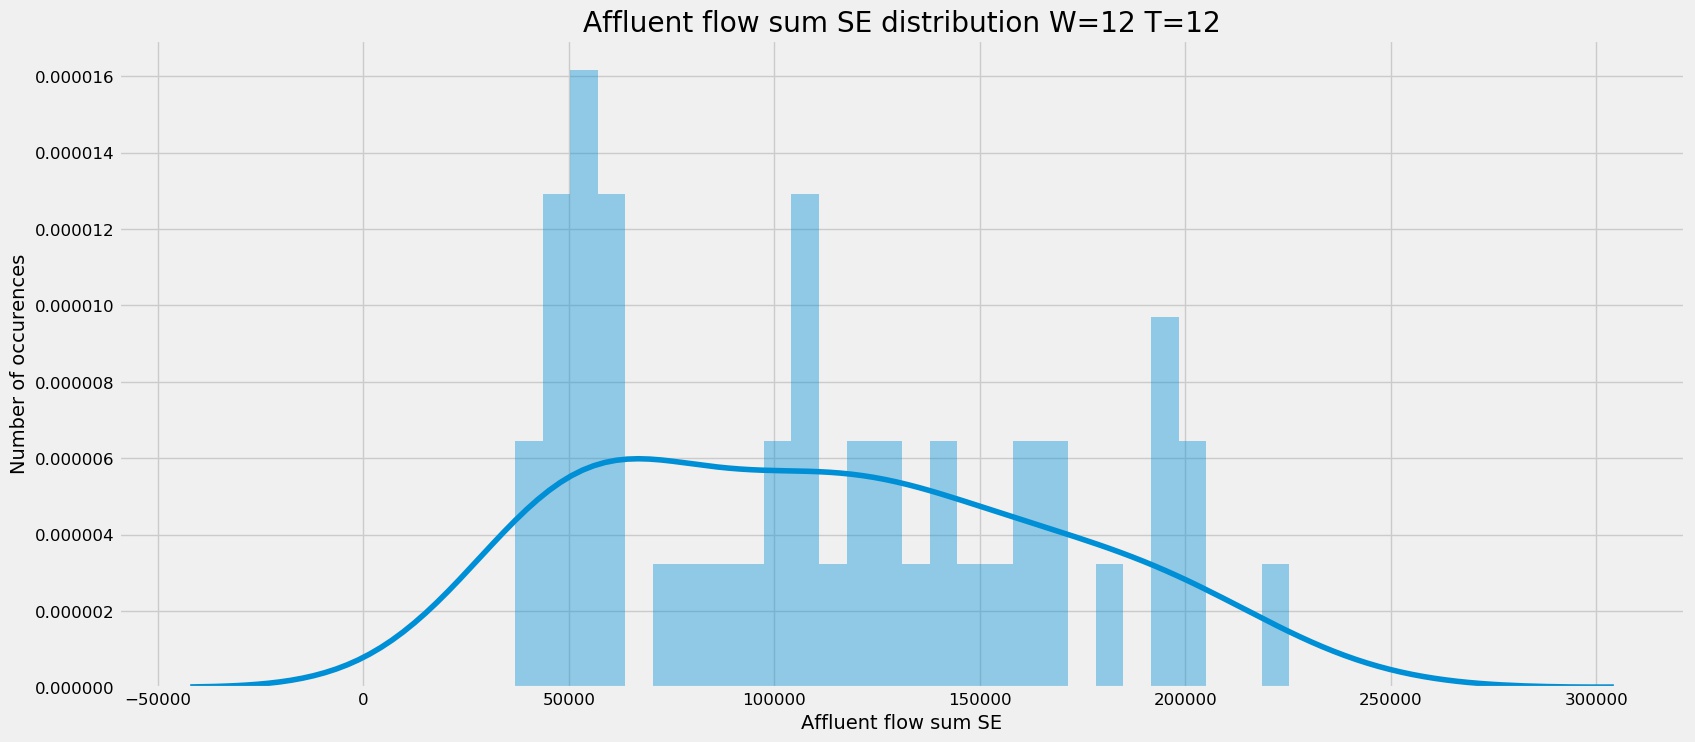 Affluent flow sum SE distribution W=12 T=12
0.000016
0.000014
0.000012
0.000010
0.000008
0.000006
0.000004
0.000002
0.000000
Number of occurences
−50000 0 50000 100000 150000 200000 250000 300000
Affluent flow sum SE